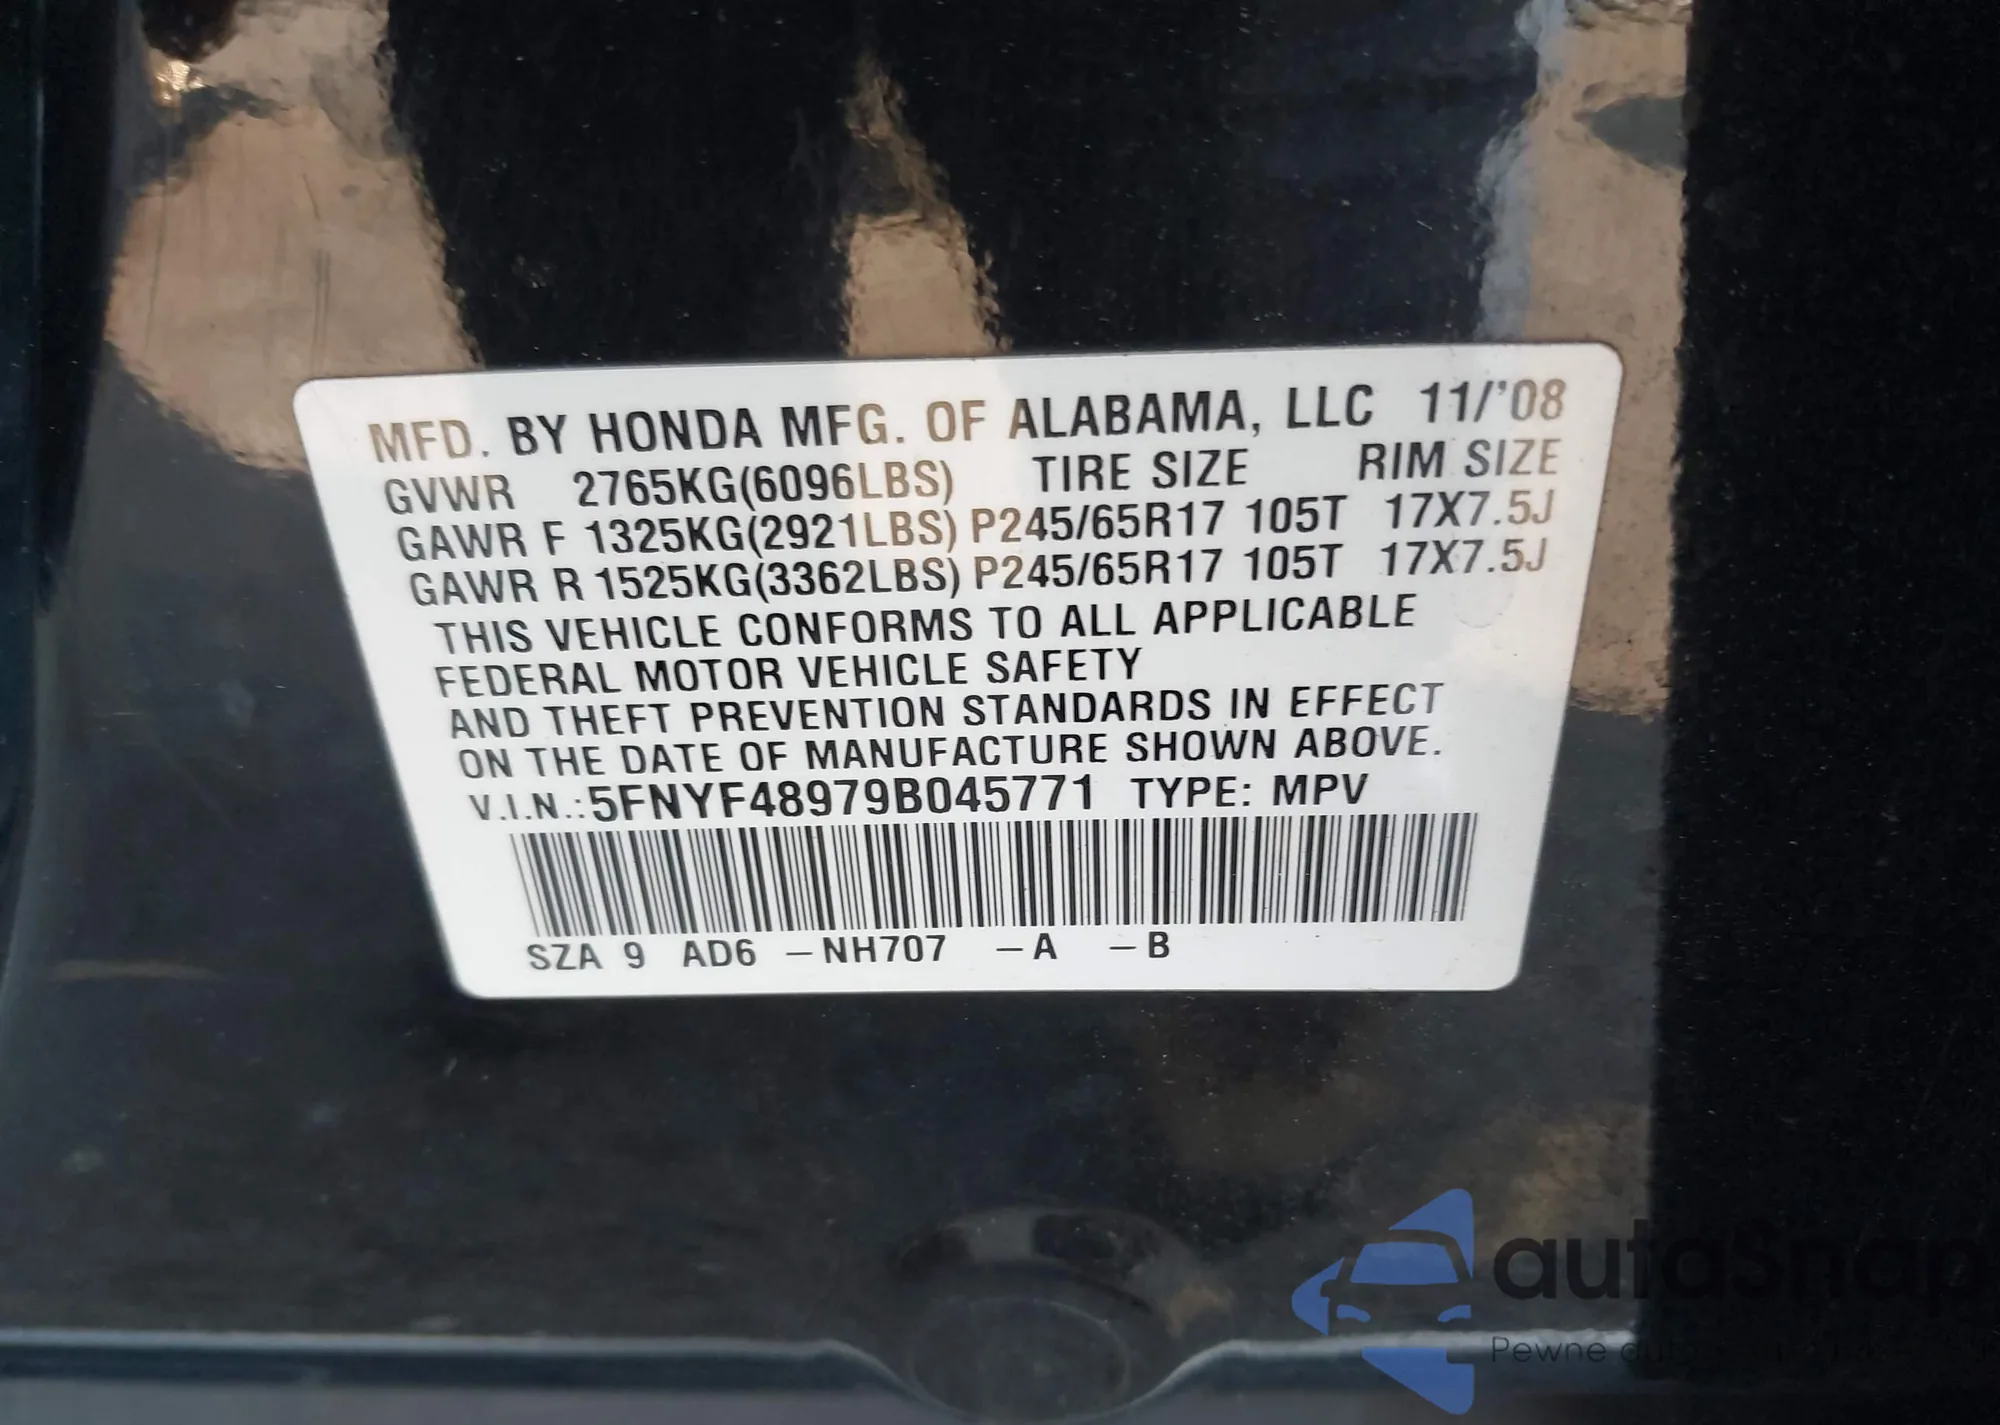 MFD. BY HONDA MFG. OF ALABAMA, LLC 11/'08
GVWR 2765KG(6096LBS) TIRE SIZE RIM SIZE
GAWR F 1325KG(2921LBS) P245/65R17 105T 17X7.5J
GAWR R 1525KG(3362LBS) P245/65R17 105T 17X7.5J
THIS VEHICLE CONFORMS TO ALL APPLICABLE
FEDERAL MOTOR VEHICLE SAFETY
AND THEFT PREVENTION STANDARDS IN EFFECT
ON THE DATE OF MANUFACTURE SHOWN ABOVE.
V.I.N.:5FNYF48979B045771 TYPE: MPV
SZA 9 AD6 –NH707 –A –B
autaSnap
Pewne